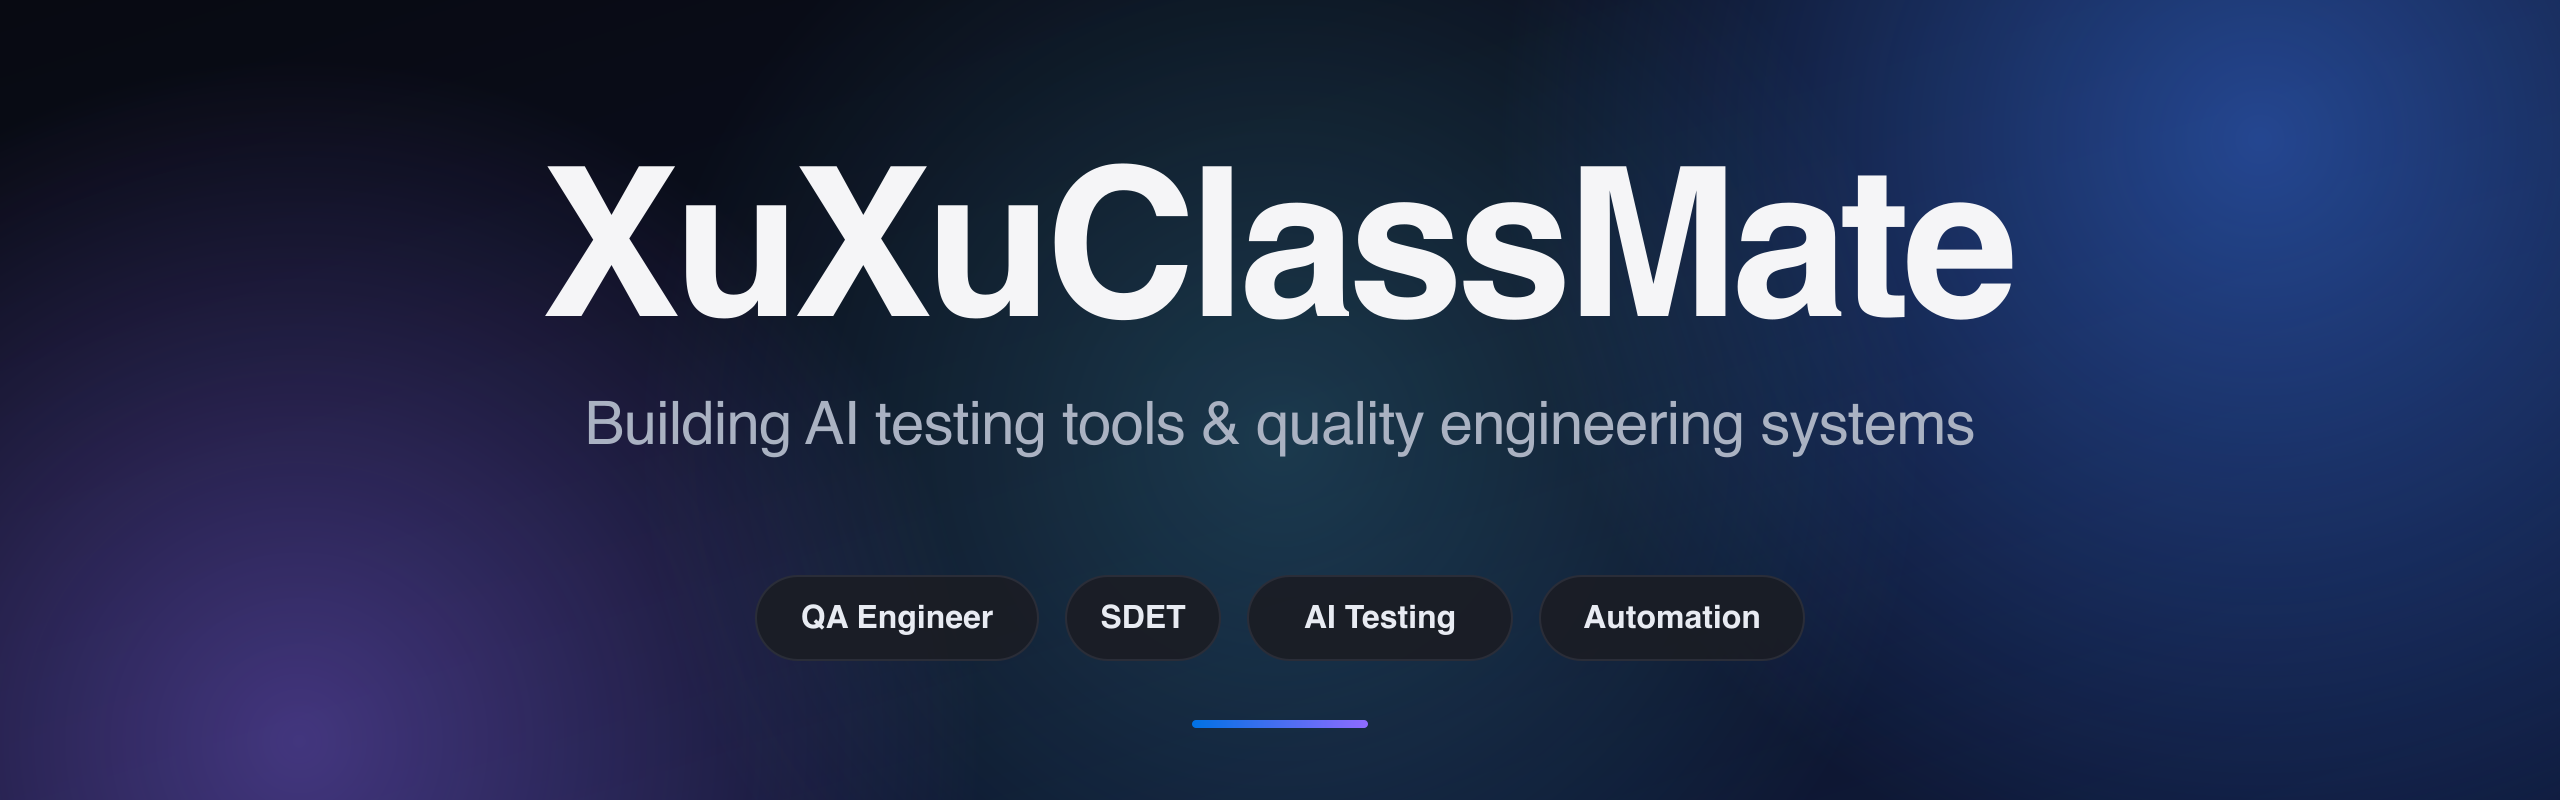 XuXuClassMate
Building AI testing tools & quality engineering systems
QA Engineer SDET AI Testing Automation